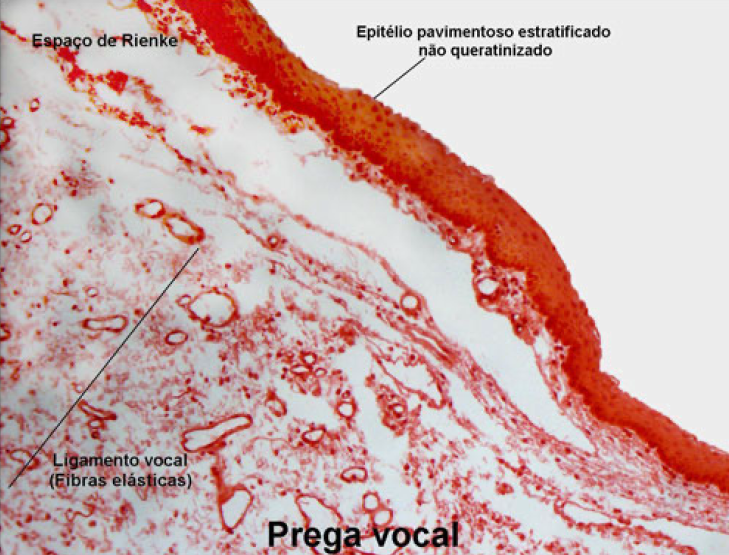 Espaço de Rienke
Epitélio pavimentoso estratificado
não queratinizado
Ligamento vocal
(Fibras elásticas)
Prega vocal